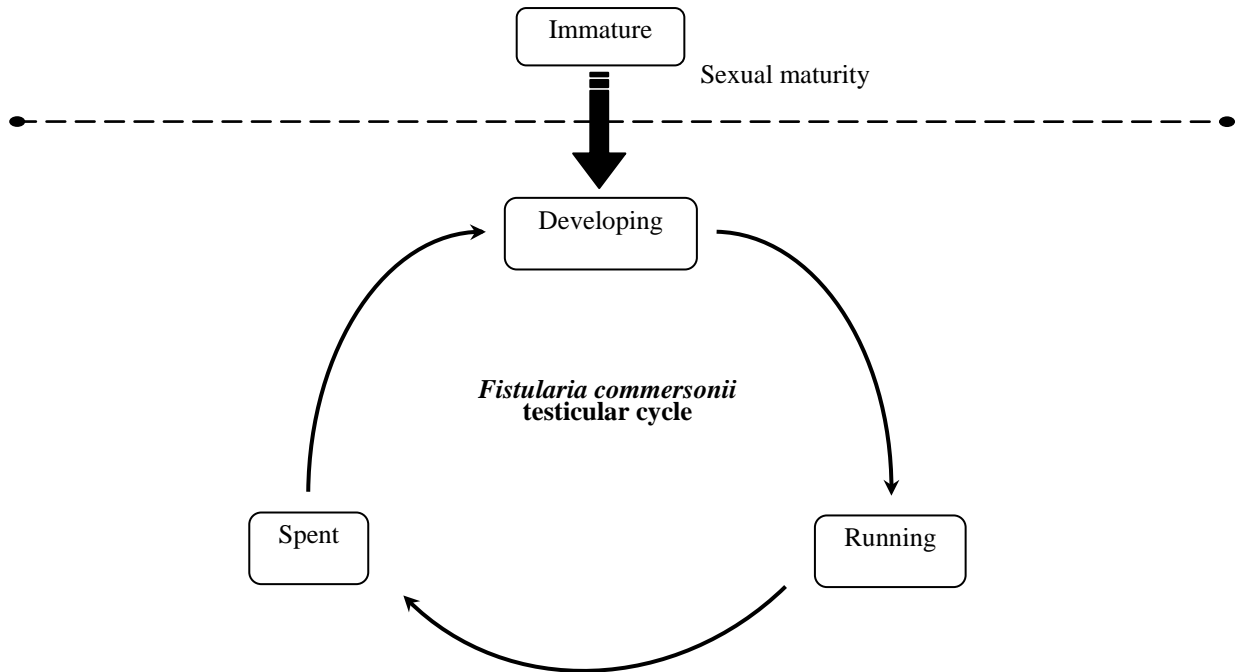 Immature
Sexual maturity
Developing
Fistularia commersonii
testicular cycle
Spent
Running